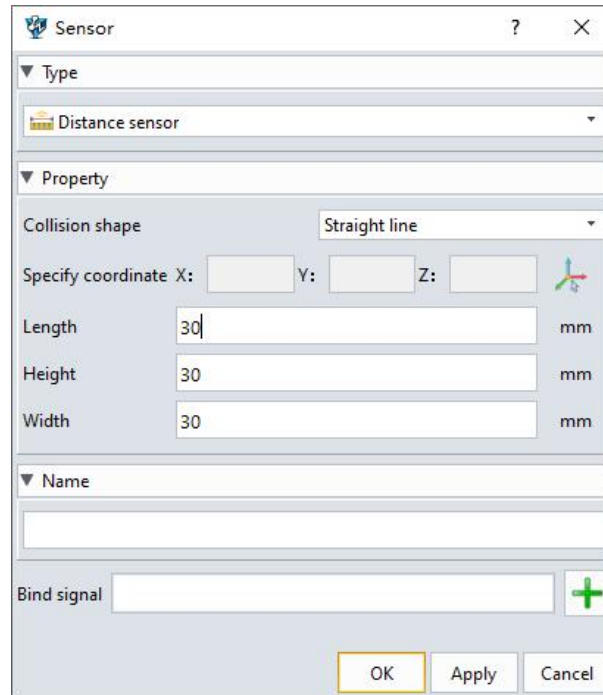 Sensor ?
Type
Distance sensor
Property
Collision shape Straight line
Specify coordinate X: Y: Z:
Length 30 mm
Height 30 mm
Width 30 mm
Name
Bind signal
OK Apply Cancel